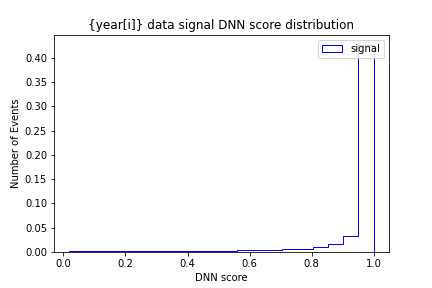 {year[i]} data signal DNN score distribution
signal
Number of Events
0.40
0.35
0.30
0.25
0.20
0.15
0.10
0.05
0.00
0.0 0.2 0.4 0.6 0.8 1.0
DNN score